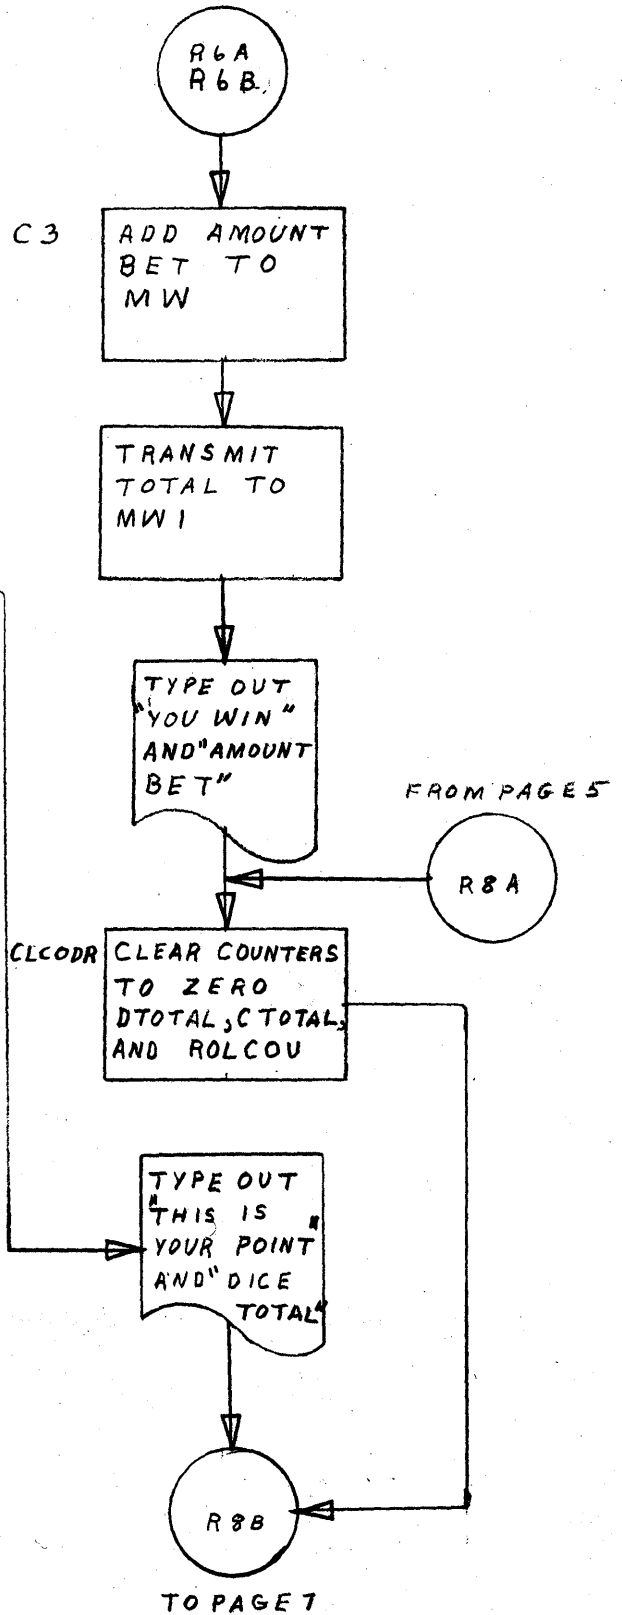 R6A
R6B
C3
ADD AMOUNT
BET TO
MW
TRANSMIT
TOTAL TO
MW1
TYPE OUT
"YOU WIN"
AND "AMOUNT
BET"
FROM PAGE 5
R8A
CLCODR
CLEAR COUNTERS
TO ZERO
DTOTAL, CTOTAL,
AND ROLCOU
TYPE OUT
"THIS IS
YOUR POINT"
AND "DICE
TOTAL"
R8B
TO PAGE 7